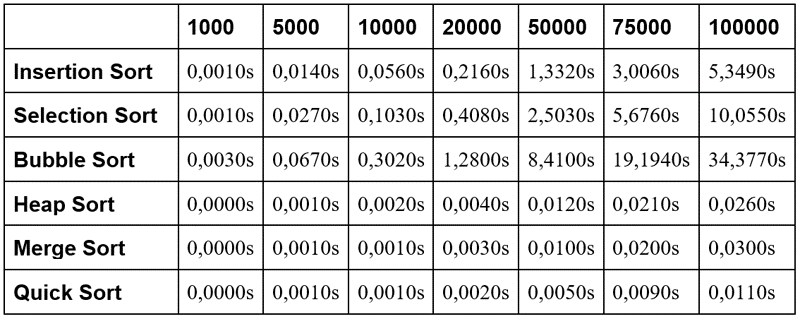 1000 5000 10000 20000 50000 75000 100000
Insertion Sort 0,0010s 0,0140s 0,0560s 0,2160s 1,3320s 3,0060s 5,3490s
Selection Sort 0,0010s 0,0270s 0,1030s 0,4080s 2,5030s 5,6760s 10,0550s
Bubble Sort 0,0030s 0,0670s 0,3020s 1,2800s 8,4100s 19,1940s 34,3770s
Heap Sort 0,0000s 0,0010s 0,0020s 0,0040s 0,0120s 0,0210s 0,0260s
Merge Sort 0,0000s 0,0010s 0,0010s 0,0030s 0,0100s 0,0200s 0,0300s
Quick Sort 0,0000s 0,0010s 0,0010s 0,0020s 0,0050s 0,0090s 0,0110s